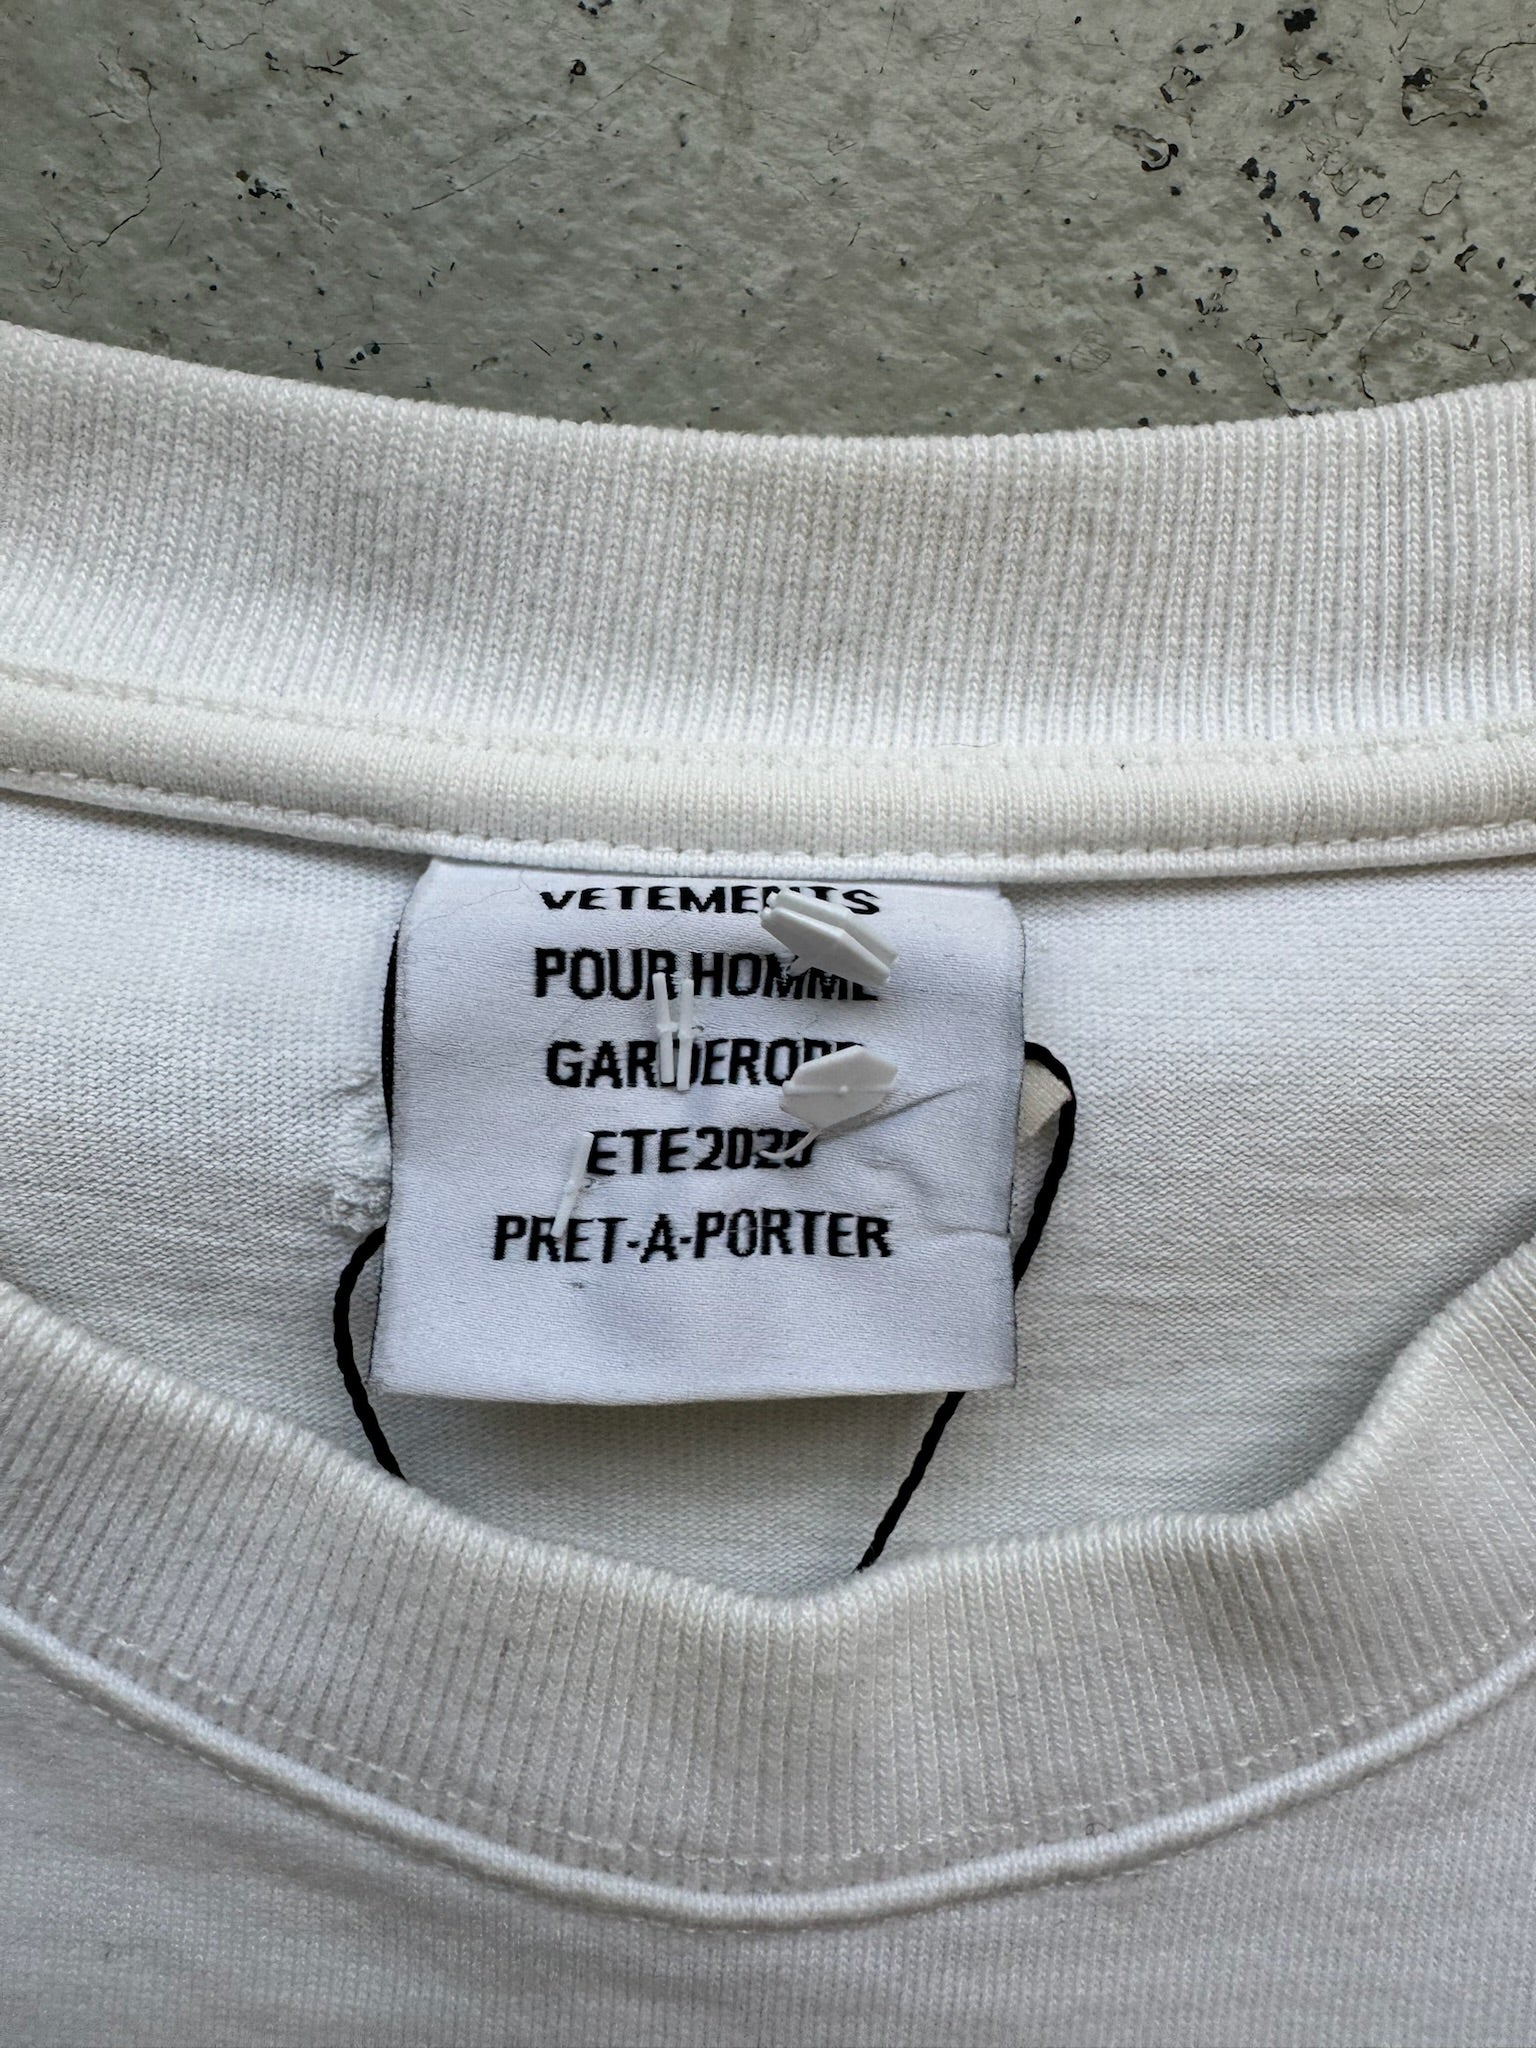 VETEMENTS
POUR HOMME
GARDEROBE
ETE2020
PRET-A-PORTER